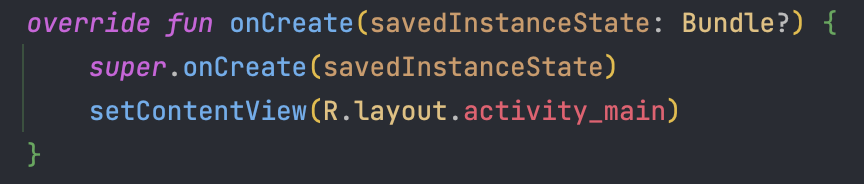 override fun onCreate(savedInstanceState: Bundle?) {
    super.onCreate(savedInstanceState)
    setContentView(R.layout.activity_main)
}